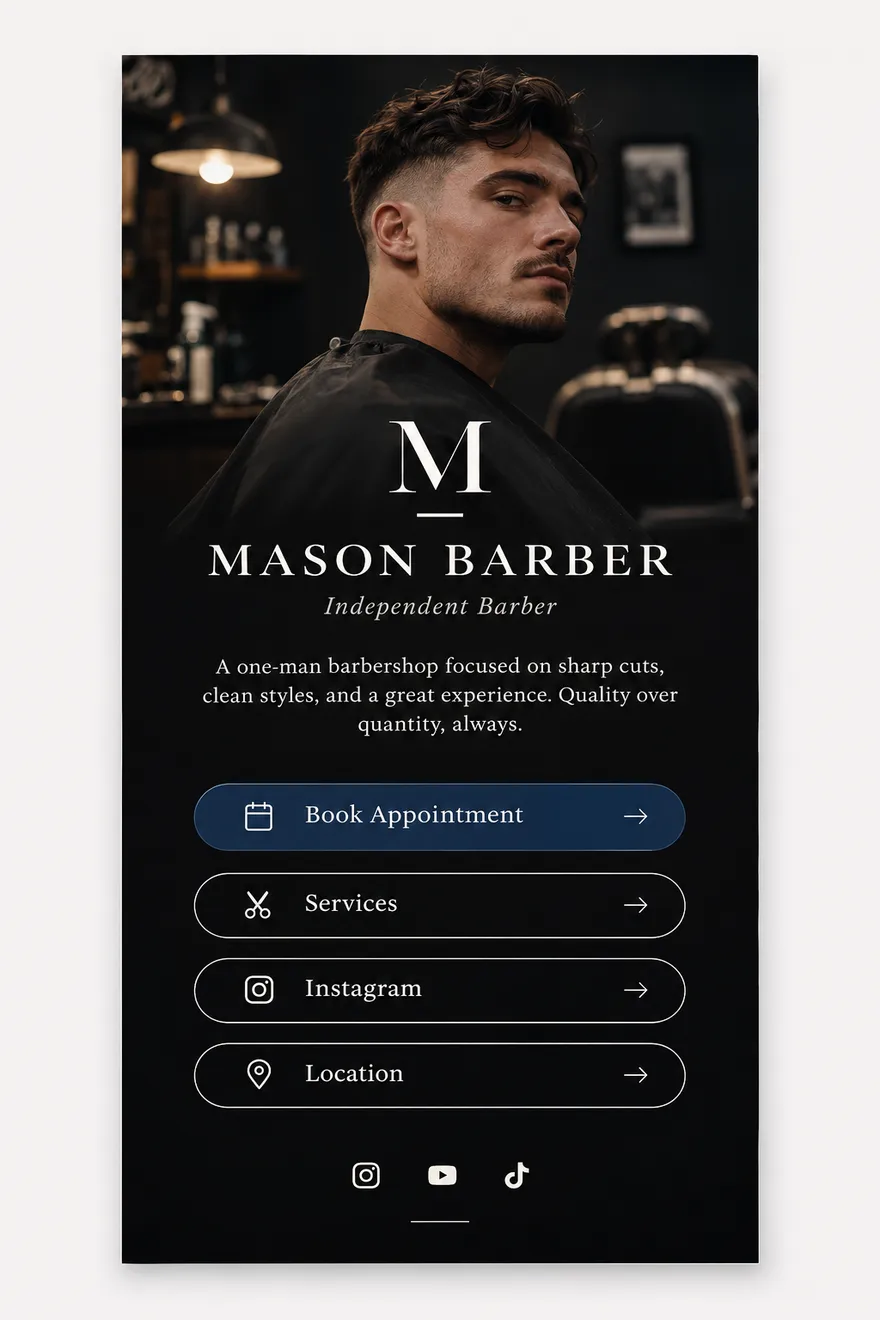 M
MASON BARBER
Independent Barber
A one-man barbershop focused on sharp cuts,
clean styles, and a great experience. Quality over
quantity, always.
Book Appointment
Services
Instagram
Location